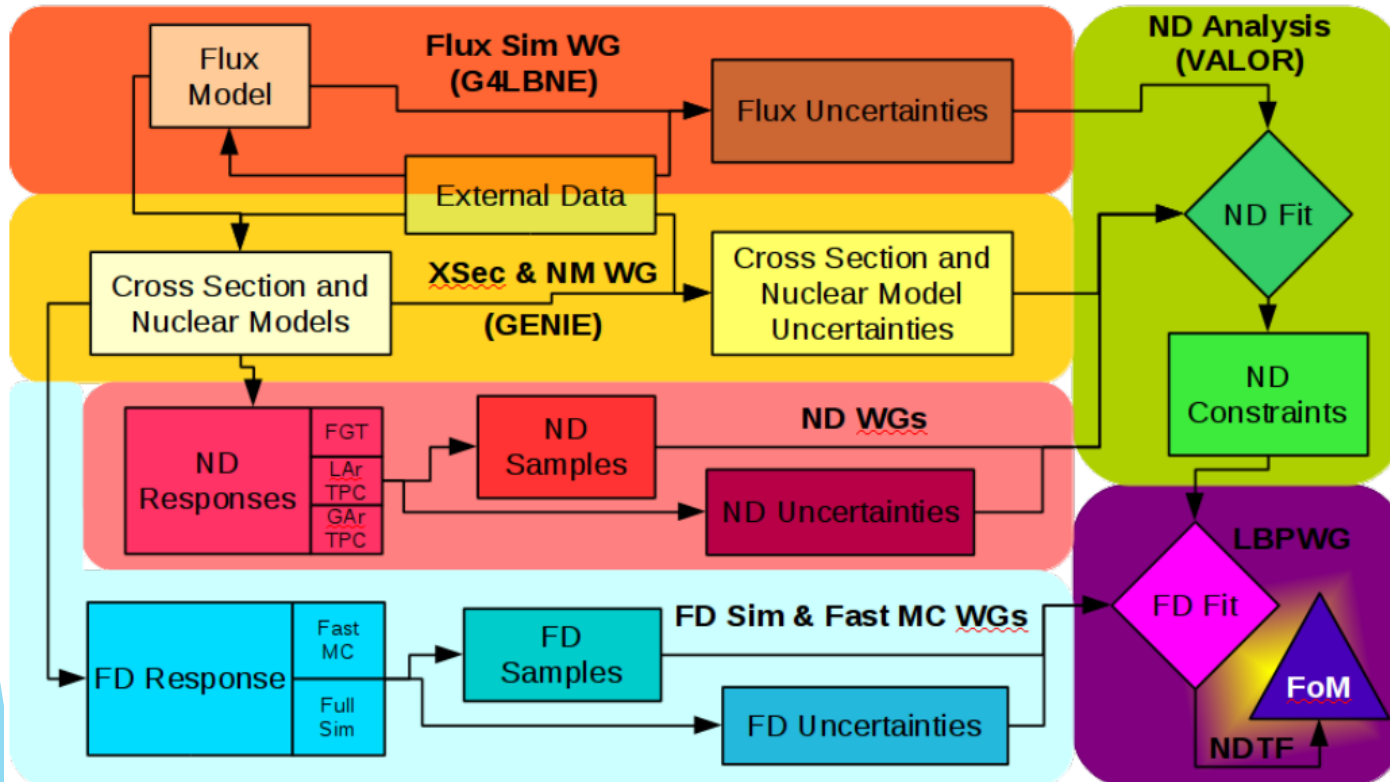 Flux
Model
Flux Sim WG
(G4LBNE)
Flux Uncertainties
External Data
ND Analysis
(VALOR)
ND Fit
Cross Section and
Nuclear Models
XSec & NM WG
(GENIE)
Cross Section and
Nuclear Model
Uncertainties
ND
Constraints
ND
Responses
FGT
LAr
TPC
GAr
TPC
ND
Samples
ND WGs
ND Uncertainties
LBPWG
FD Fit
FoM
NDTF
FD Response
Fast
MC
Full
Sim
FD
Samples
FD Sim & Fast MC WGs
FD Uncertainties